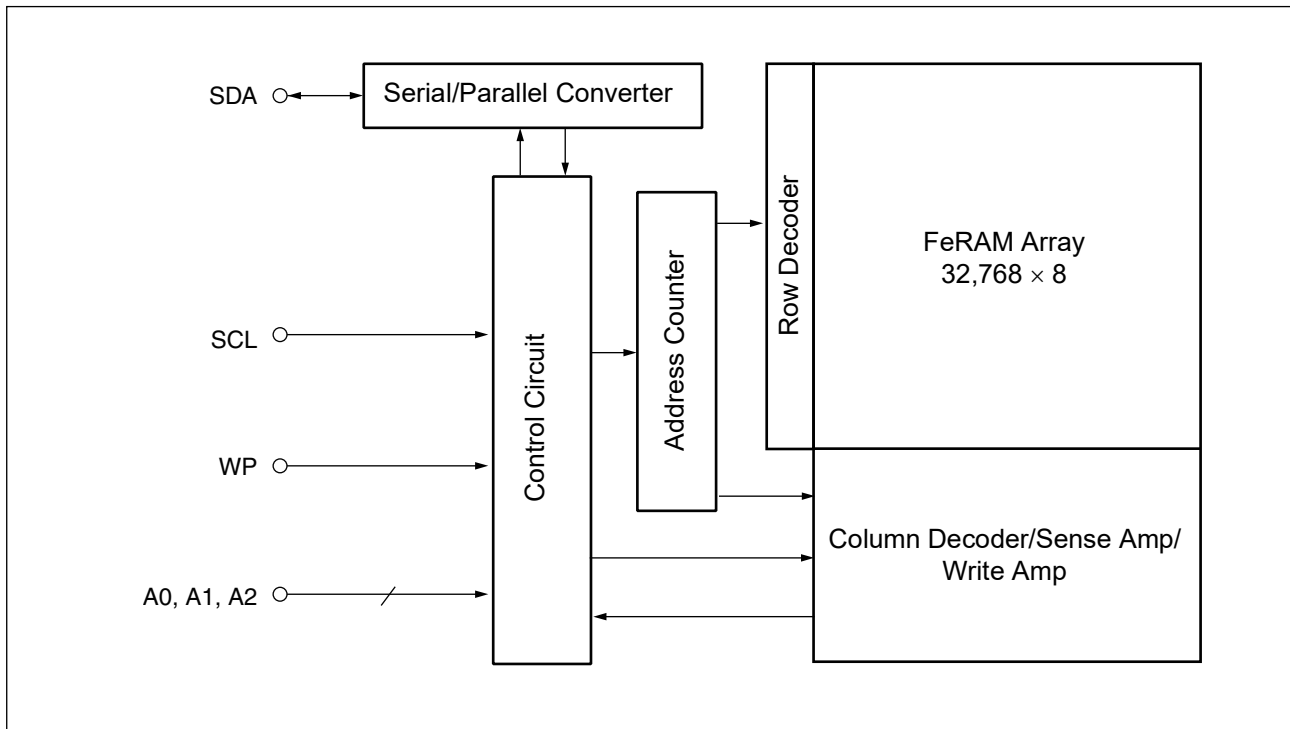 SDA
Serial/Parallel Converter
SCL
WP
A0, A1, A2
Control Circuit
Address Counter
Row Decoder
FeRAM Array
32,768 × 8
Column Decoder/Sense Amp/
Write Amp